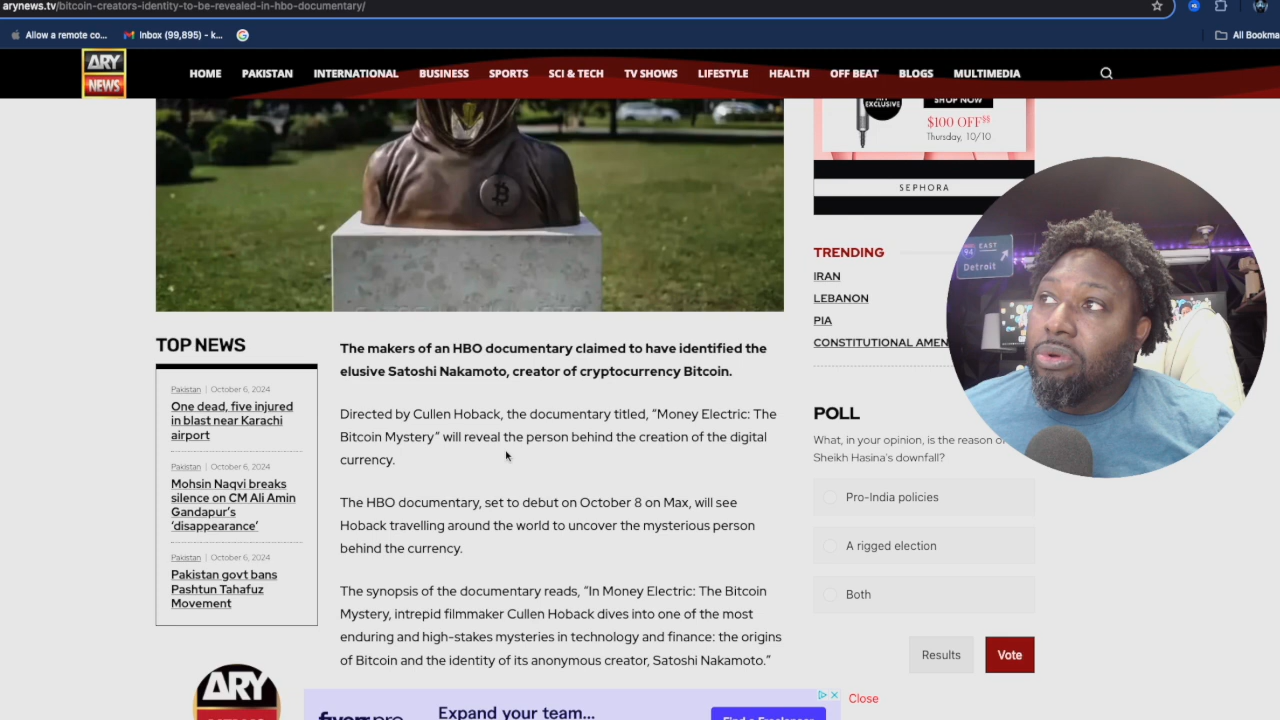 arynews.tv/bitcoin-creators-identity-to-be-revealed-in-hbo-documentary/
Allow a remote co...
Inbox (99,895) - k...
All Bookma
ARY
NEWS
HOME
PAKISTAN
INTERNATIONAL
BUSINESS
SPORTS
SCI & TECH
TV SHOWS
LIFESTYLE
HEALTH
OFF BEAT
BLOGS
MULTIMEDIA
EXCLUSIVE
SHOP NOW
$100 OFF§§
Thursday, 10/10
SEPHORA
TRENDING
IRAN
LEBANON
PIA
CONSTITUTIONAL AMEN
94 EAST
Detroit
TOP NEWS
Pakistan | October 6, 2024
One dead, five injured
in blast near Karachi
airport
Pakistan | October 6, 2024
Mohsin Naqvi breaks
silence on CM Ali Amin
Gandapur's
'disappearance'
Pakistan | October 6, 2024
Pakistan govt bans
Pashtun Tahafuz
Movement
The makers of an HBO documentary claimed to have identified the
elusive Satoshi Nakamoto, creator of cryptocurrency Bitcoin.
Directed by Cullen Hoback, the documentary titled, “Money Electric: The
Bitcoin Mystery” will reveal the person behind the creation of the digital
currency.
The HBO documentary, set to debut on October 8 on Max, will see
Hoback travelling around the world to uncover the mysterious person
behind the currency.
The synopsis of the documentary reads, “In Money Electric: The Bitcoin
Mystery, intrepid filmmaker Cullen Hoback dives into one of the most
enduring and high-stakes mysteries in technology and finance: the origins
of Bitcoin and the identity of its anonymous creator, Satoshi Nakamoto.”
POLL
What, in your opinion, is the reason o
Sheikh Hasina's downfall?
Pro-India policies
A rigged election
Both
Results
Vote
ARY
fiverr pro
Expand your team...
Find a Freelancer
Close